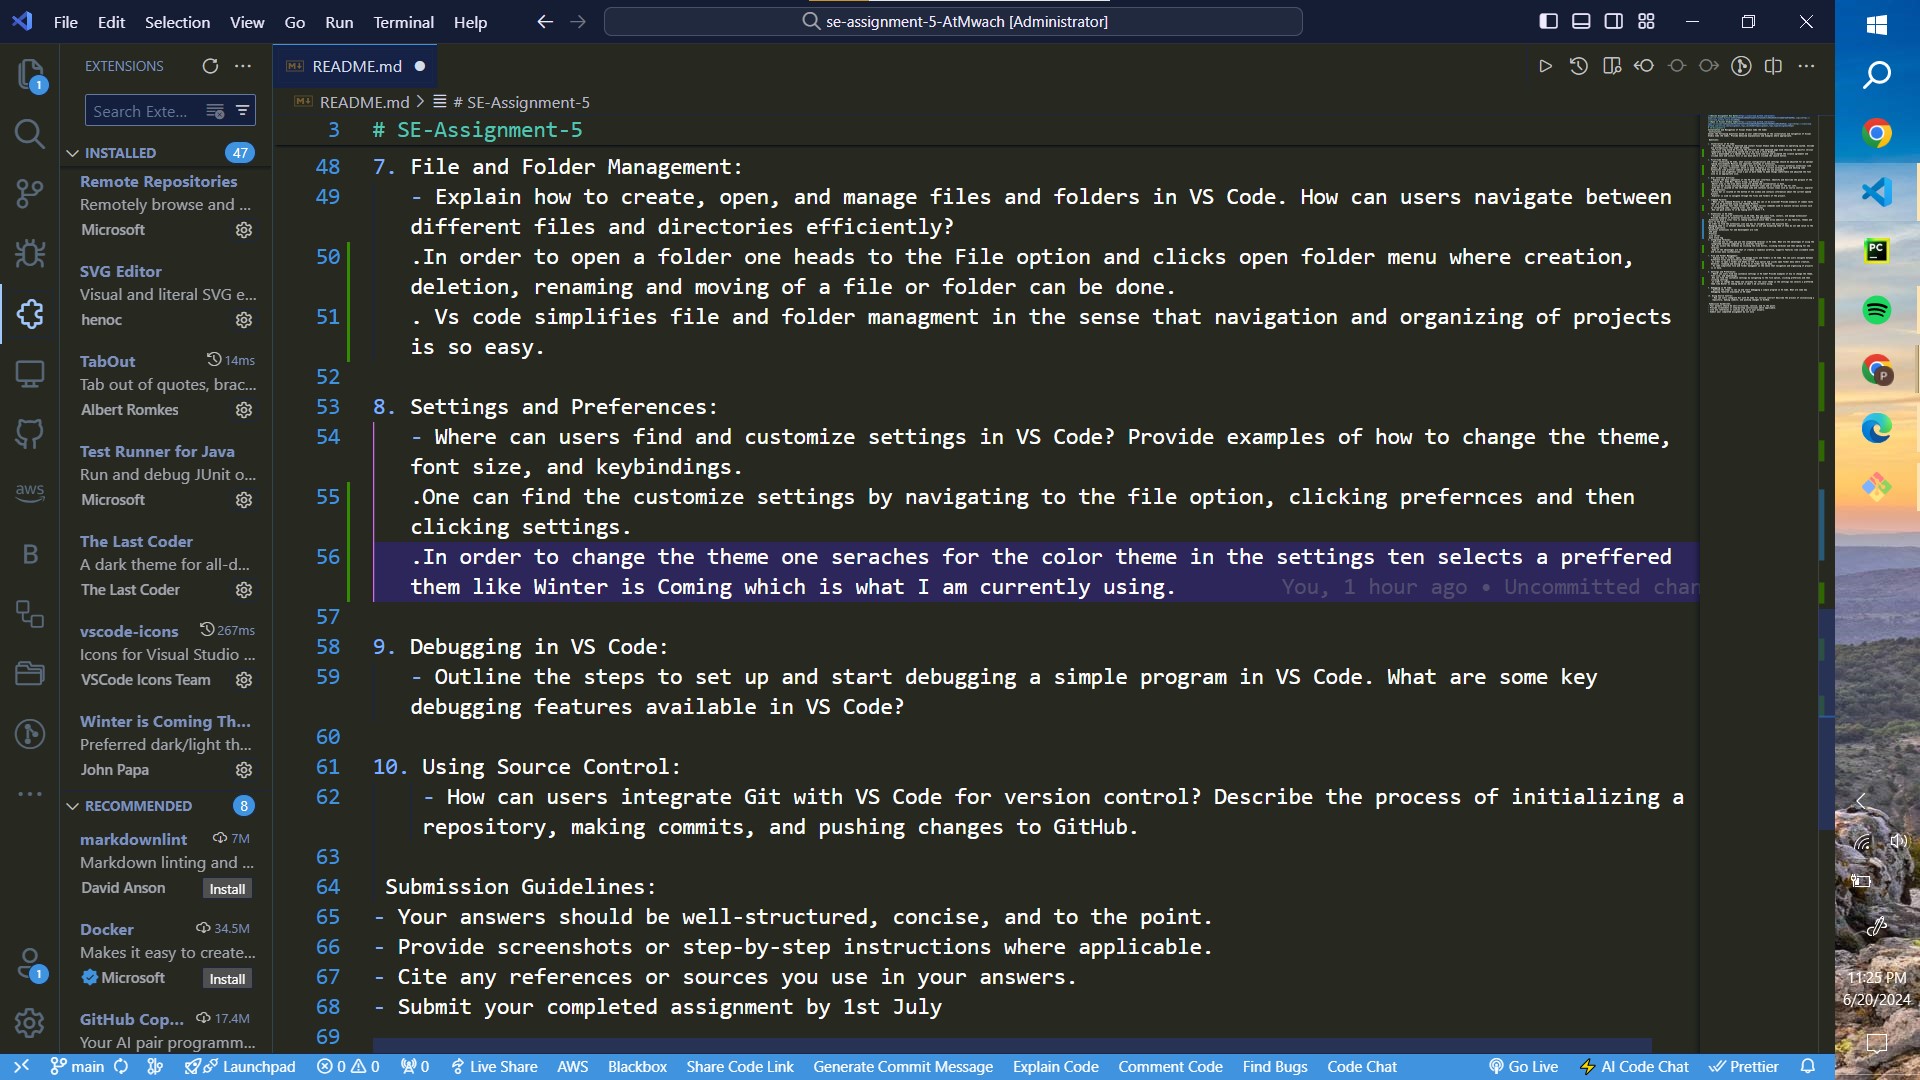 File Edit Selection View Go Run Terminal Help
se-assignment-5-AtMwach [Administrator]
EXTENSIONS
README.md
Search Exte...
README.md > # SE-Assignment-5
INSTALLED 47
Remote Repositories
Remotely browse and ...
Microsoft
SVG Editor
Visual and literal SVG e...
henoc
TabOut 14ms
Tab out of quotes, brac...
Albert Romkes
Test Runner for Java
Run and debug JUnit o...
Microsoft
The Last Coder
A dark theme for all-d...
The Last Coder
vscode-icons 267ms
Icons for Visual Studio ...
VSCode Icons Team
Winter is Coming Th...
Preferred dark/light th...
John Papa
RECOMMENDED 8
markdownlint 7M
Markdown linting and ...
David Anson Install
Docker 34.5M
Makes it easy to create...
Microsoft Install
GitHub Cop... 17.4M
Your AI pair programm...
1
aws
B
1
3 # SE-Assignment-5
48 7. File and Folder Management:
49 - Explain how to create, open, and manage files and folders in VS Code. How can users navigate between
different files and directories efficiently?
50 .In order to open a folder one heads to the File option and clicks open folder menu where creation,
deletion, renaming and moving of a file or folder can be done.
51 . Vs code simplifies file and folder managment in the sense that navigation and organizing of projects
is so easy.
52
53 8. Settings and Preferences:
54 - Where can users find and customize settings in VS Code? Provide examples of how to change the theme,
font size, and keybindings.
55 .One can find the customize settings by navigating to the file option, clicking prefernces and then
clicking settings.
56 .In order to change the theme one seraches for the color theme in the settings ten selects a preffered
them like Winter is Coming which is what I am currently using. You, 1 hour ago • Uncommitted chan
57
58 9. Debugging in VS Code:
59 - Outline the steps to set up and start debugging a simple program in VS Code. What are some key
debugging features available in VS Code?
60
61 10. Using Source Control:
62 - How can users integrate Git with VS Code for version control? Describe the process of initializing a
repository, making commits, and pushing changes to GitHub.
63
64 Submission Guidelines:
65 - Your answers should be well-structured, concise, and to the point.
66 - Provide screenshots or step-by-step instructions where applicable.
67 - Cite any references or sources you use in your answers.
68 - Submit your completed assignment by 1st July
69
main Launchpad 0 0 0 Live Share AWS Blackbox Share Code Link Generate Commit Message Explain Code Comment Code Find Bugs Code Chat Go Live AI Code Chat Prettier
PC
P
11:25 PM
6/20/2024